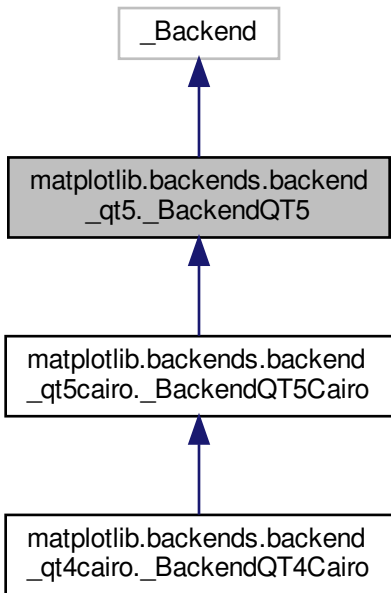 _Backend
matplotlib.backends.backend
_qt5._BackendQT5
matplotlib.backends.backend
_qt5cairo._BackendQT5Cairo
matplotlib.backends.backend
_qt4cairo._BackendQT4Cairo